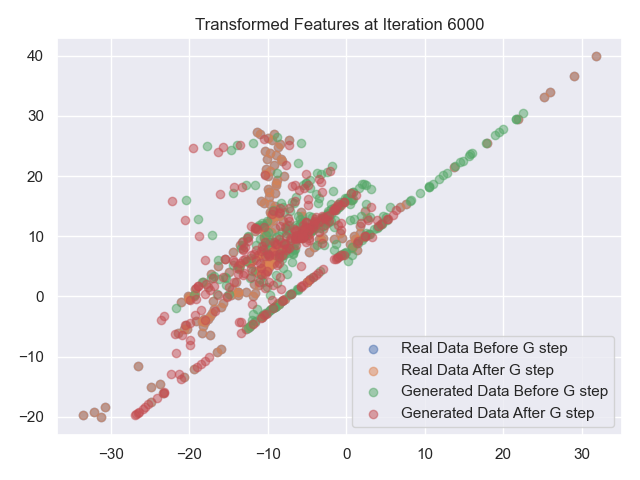 Transformed Features at Iteration 6000
40
30
20
10
0
−10
−20
Real Data Before G step
Real Data After G step
Generated Data Before G step
Generated Data After G step
−30 −20 −10 0 10 20 30